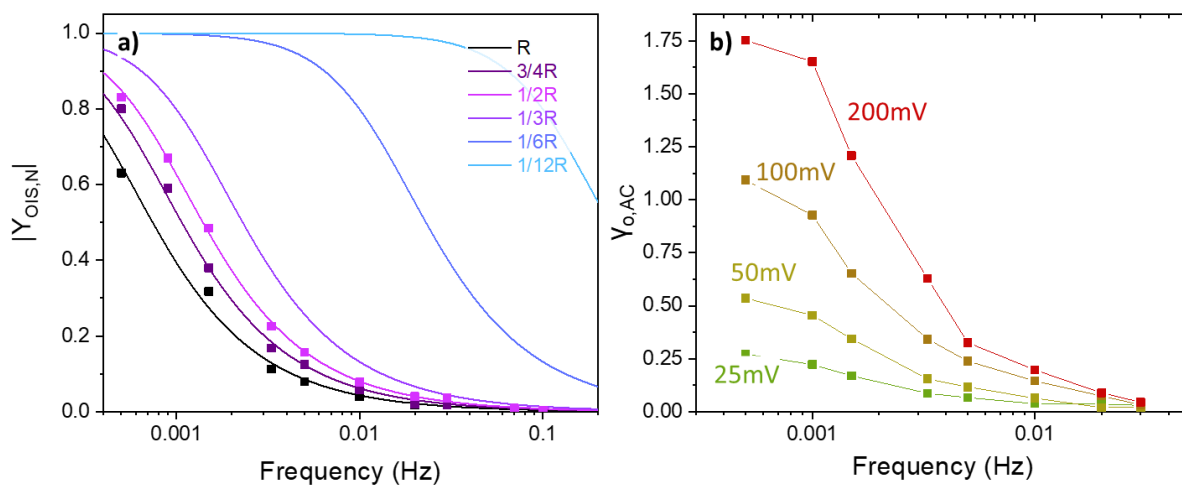 a)
R
3/4R
1/2R
1/3R
1/6R
1/12R
|Y_OIS,N|
1.0
0.8
0.6
0.4
0.2
0.0
0.001
0.01
0.1
Frequency (Hz)
b)
Y_o,AC
1.75
1.50
1.25
1.00
0.75
0.50
0.25
0.00
200mV
100mV
50mV
25mV
0.001
0.01
Frequency (Hz)